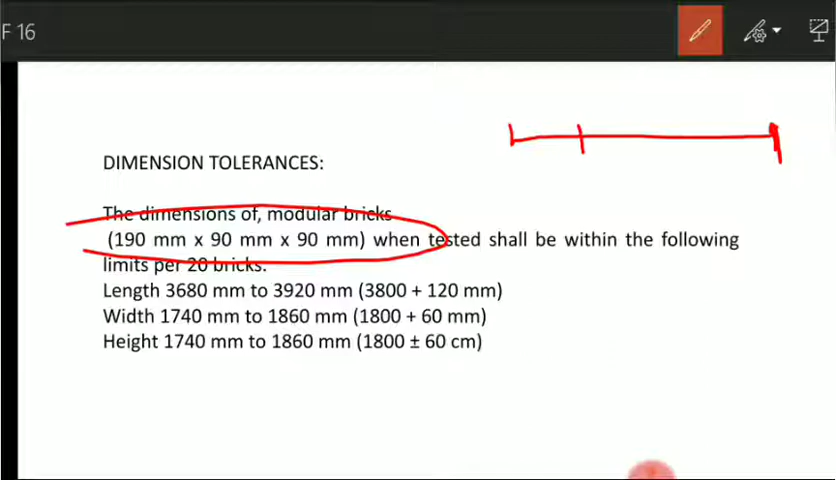 F 16
DIMENSION TOLERANCES:
The dimensions of, modular bricks
(190 mm x 90 mm x 90 mm) when tested shall be within the following
limits per 20 bricks.
Length 3680 mm to 3920 mm (3800 + 120 mm)
Width 1740 mm to 1860 mm (1800 + 60 mm)
Height 1740 mm to 1860 mm (1800 ± 60 cm)